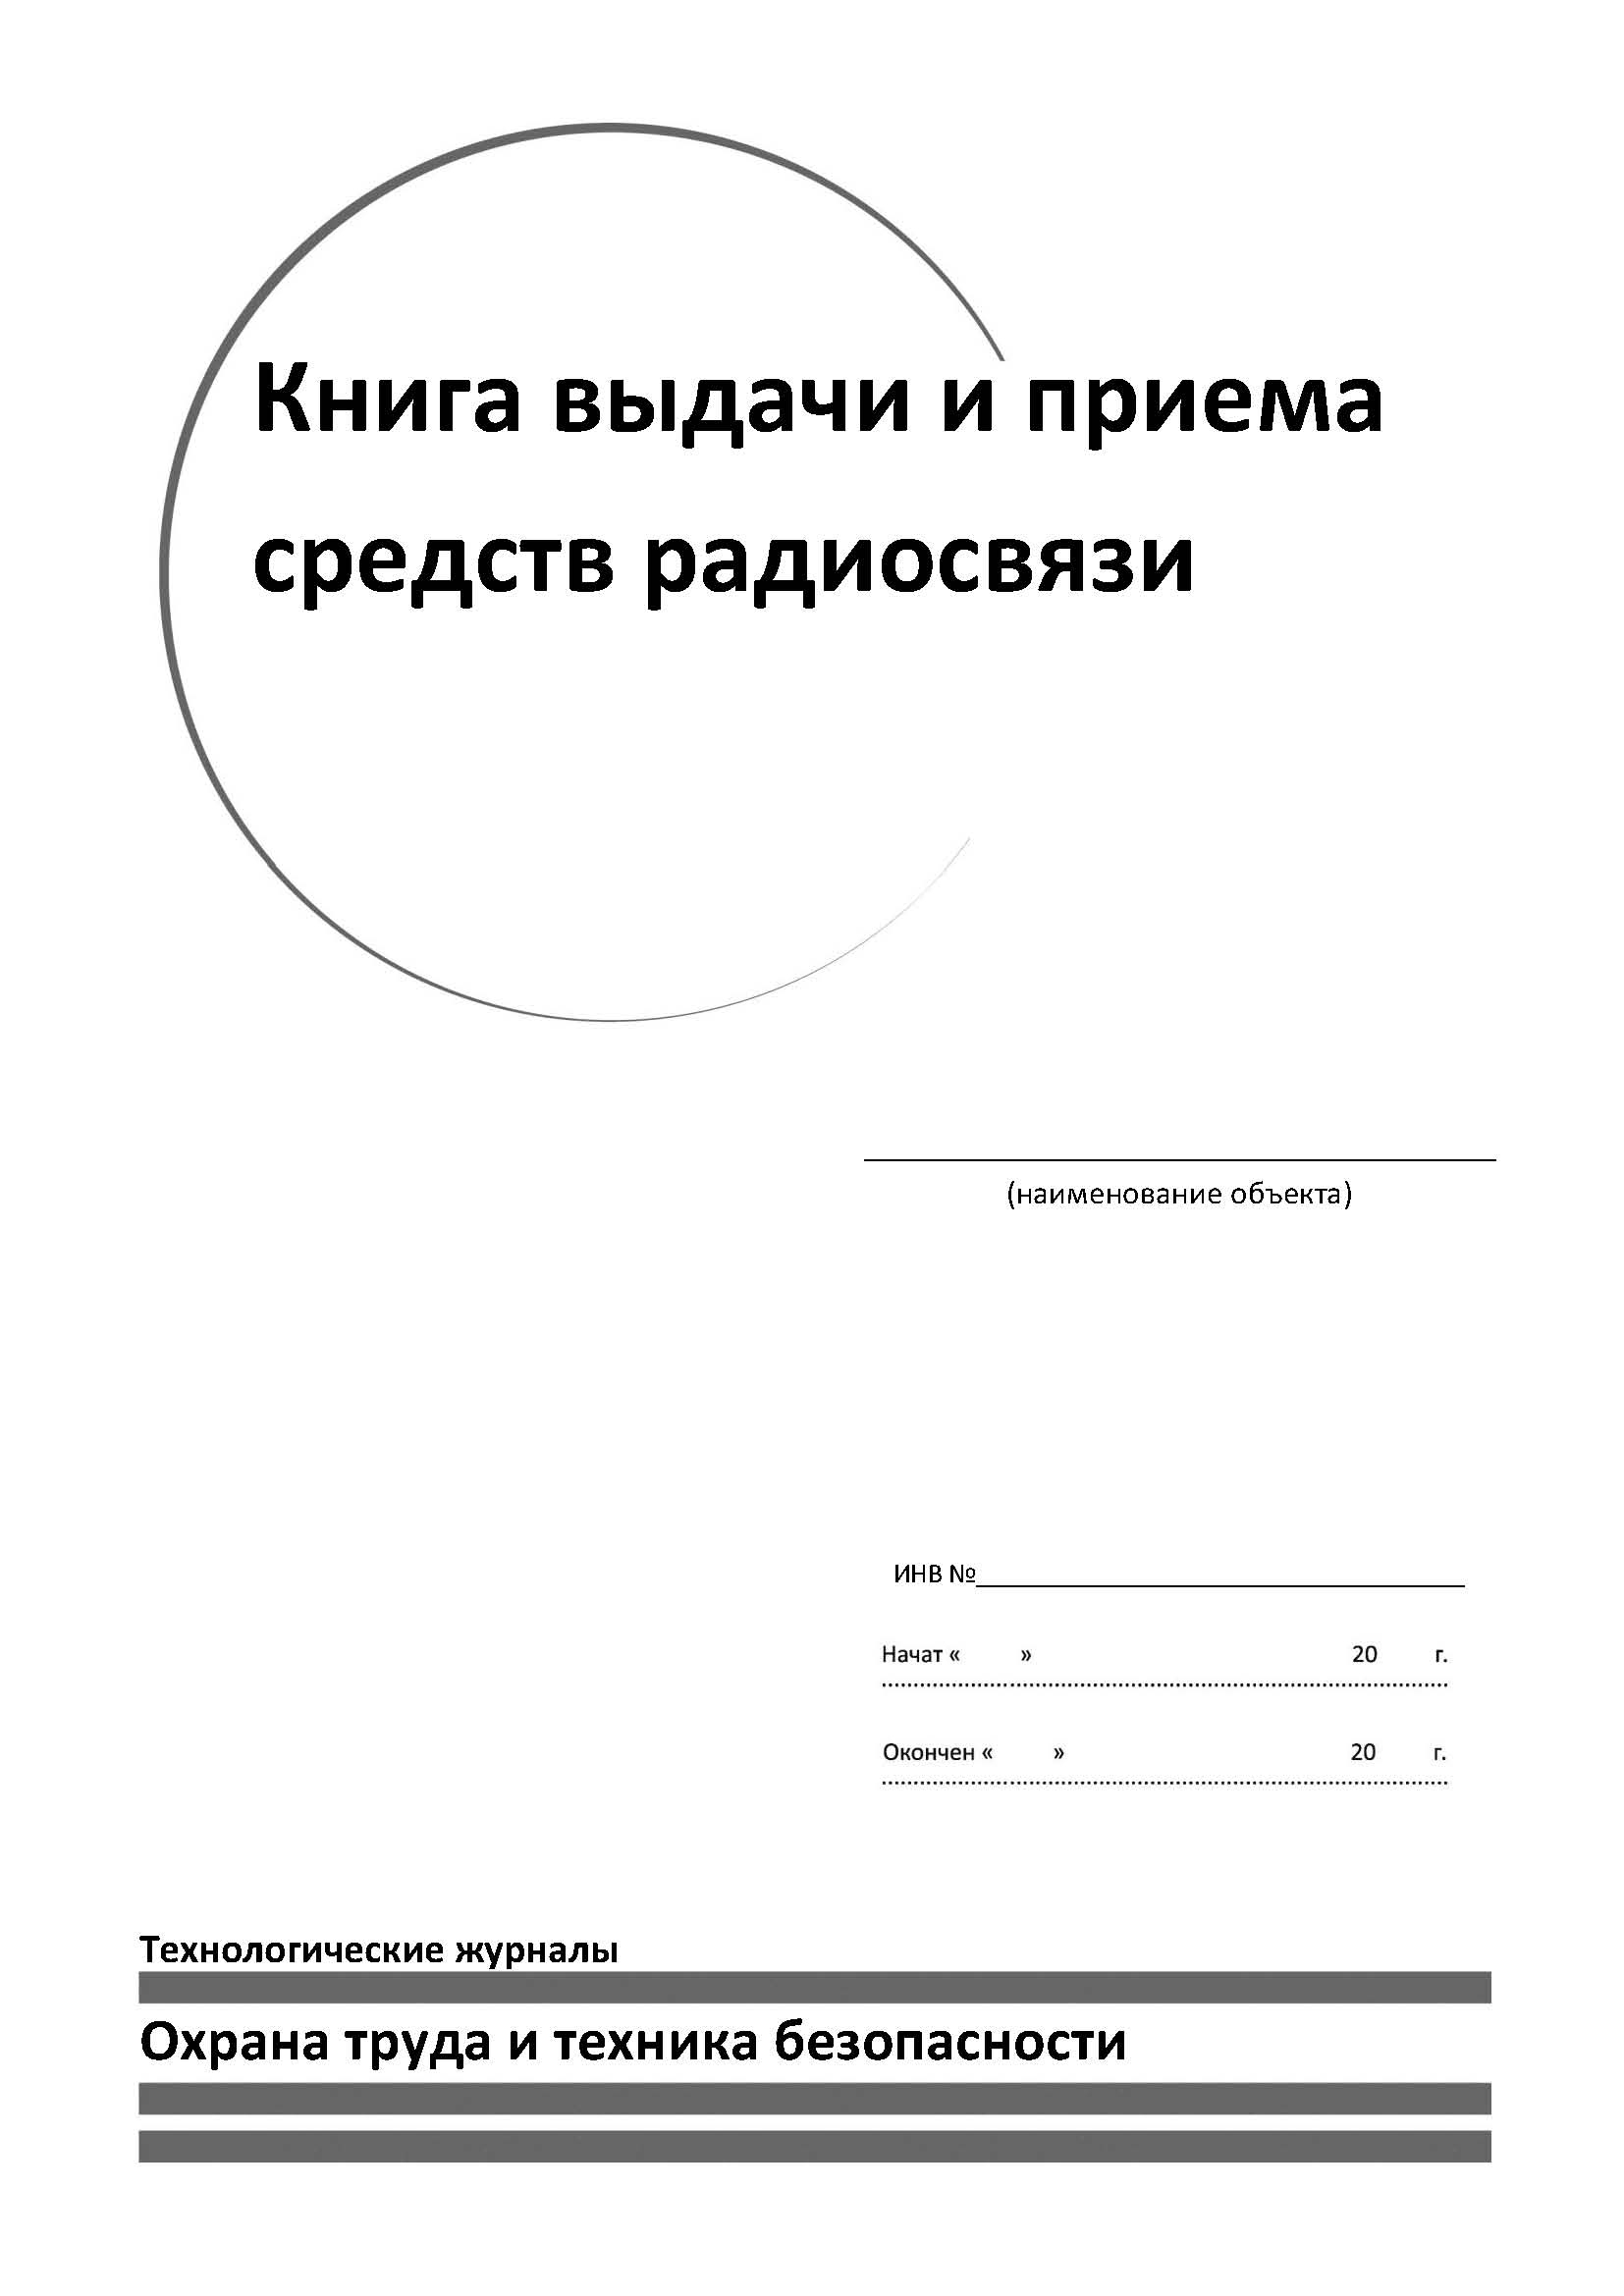 Книга выдачи и приема
средств радиосвязи
(наименование объекта)
ИНВ №
Начат « » 20 г.
Окончен « » 20 г.
Технологические журналы
Охрана труда и техника безопасности